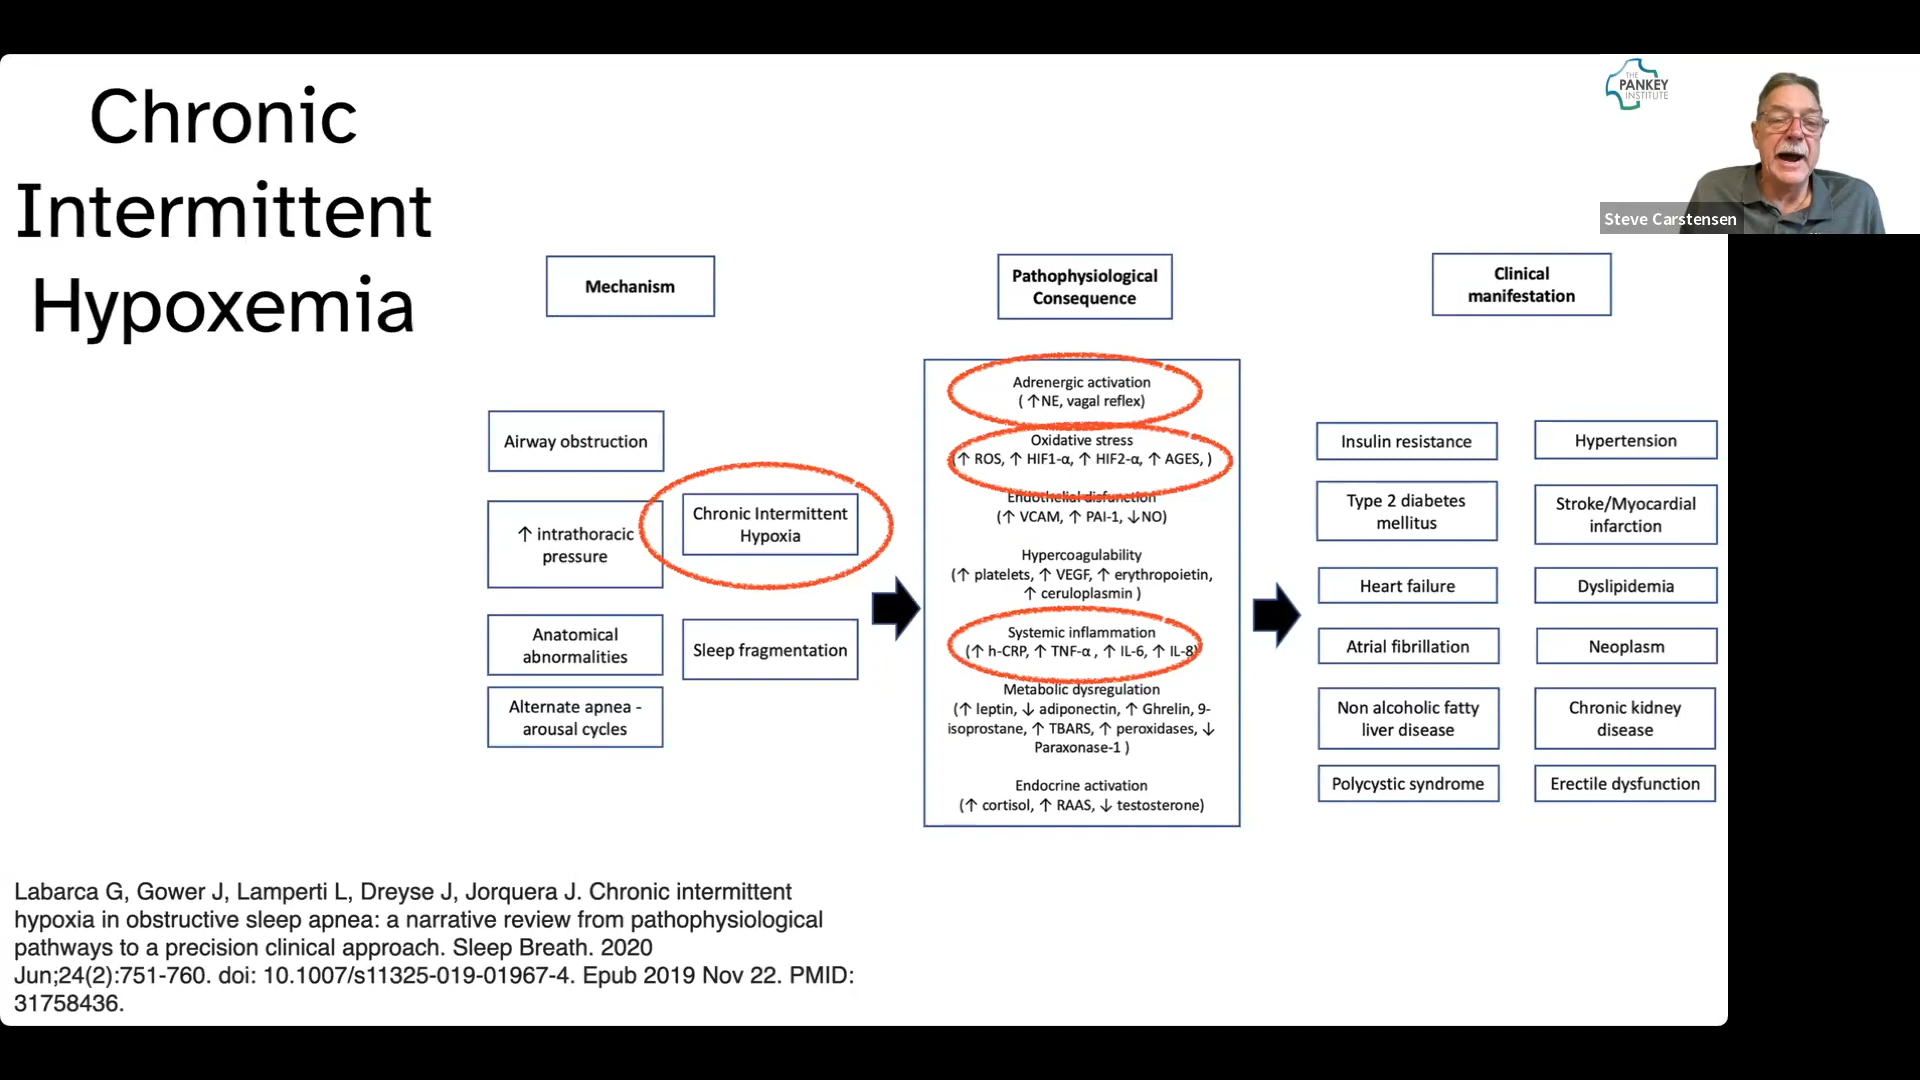 Chronic
Intermittent
Hypoxemia
THE
PANKEY
INSTITUTE
Steve Carstensen
Mechanism
Pathophysiological
Consequence
Clinical
manifestation
Airway obstruction
↑ intrathoracic
pressure
Anatomical
abnormalities
Alternate apnea -
arousal cycles
Chronic Intermittent
Hypoxia
Sleep fragmentation
Adrenergic activation
( ↑NE, vagal reflex)
Oxidative stress
(↑ ROS, ↑ HIF1-α, ↑ HIF2-α, ↑ AGES, )
Endothelial disfunction
(↑ VCAM, ↑ PAI-1, ↓NO)
Hypercoagulability
(↑ platelets, ↑ VEGF, ↑ erythropoietin,
↑ ceruloplasmin )
Systemic inflammation
(↑ h-CRP, ↑ TNF-α , ↑ IL-6, ↑ IL-8)
Metabolic dysregulation
(↑ leptin, ↓ adiponectin, ↑ Ghrelin, 9-
isoprostane, ↑ TBARS, ↑ peroxidases, ↓
Paraxonase-1 )
Endocrine activation
(↑ cortisol, ↑ RAAS, ↓ testosterone)
Insulin resistance
Hypertension
Type 2 diabetes
mellitus
Stroke/Myocardial
infarction
Heart failure
Dyslipidemia
Atrial fibrillation
Neoplasm
Non alcoholic fatty
liver disease
Chronic kidney
disease
Polycystic syndrome
Erectile dysfunction
Labarca G, Gower J, Lamperti L, Dreyse J, Jorquera J. Chronic intermittent
hypoxia in obstructive sleep apnea: a narrative review from pathophysiological
pathways to a precision clinical approach. Sleep Breath. 2020
Jun;24(2):751-760. doi: 10.1007/s11325-019-01967-4. Epub 2019 Nov 22. PMID:
31758436.